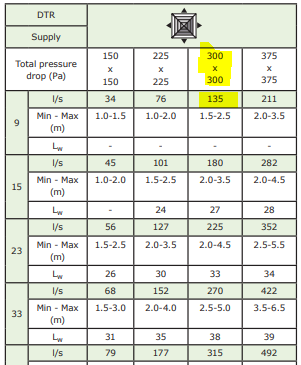 DTR
Supply
Total pressure drop (Pa) 150 x 150 225 x 225 300 x 300 375 x 375
9 l/s 34 76 135 211
Min - Max (m) 1.0-1.5 1.0-2.0 1.5-2.5 2.0-3.5
Lw - - - -
15 l/s 45 101 180 282
Min - Max (m) 1.0-2.0 1.5-2.5 2.0-3.5 2.0-4.5
Lw - 24 27 28
23 l/s 56 127 225 352
Min - Max (m) 1.5-2.5 2.0-3.5 2.0-4.5 2.5-5.5
Lw 26 30 33 34
33 l/s 68 152 270 422
Min - Max (m) 1.5-3.0 2.0-4.0 2.5-5.0 3.5-6.5
Lw 31 35 38 39
l/s 79 177 315 492